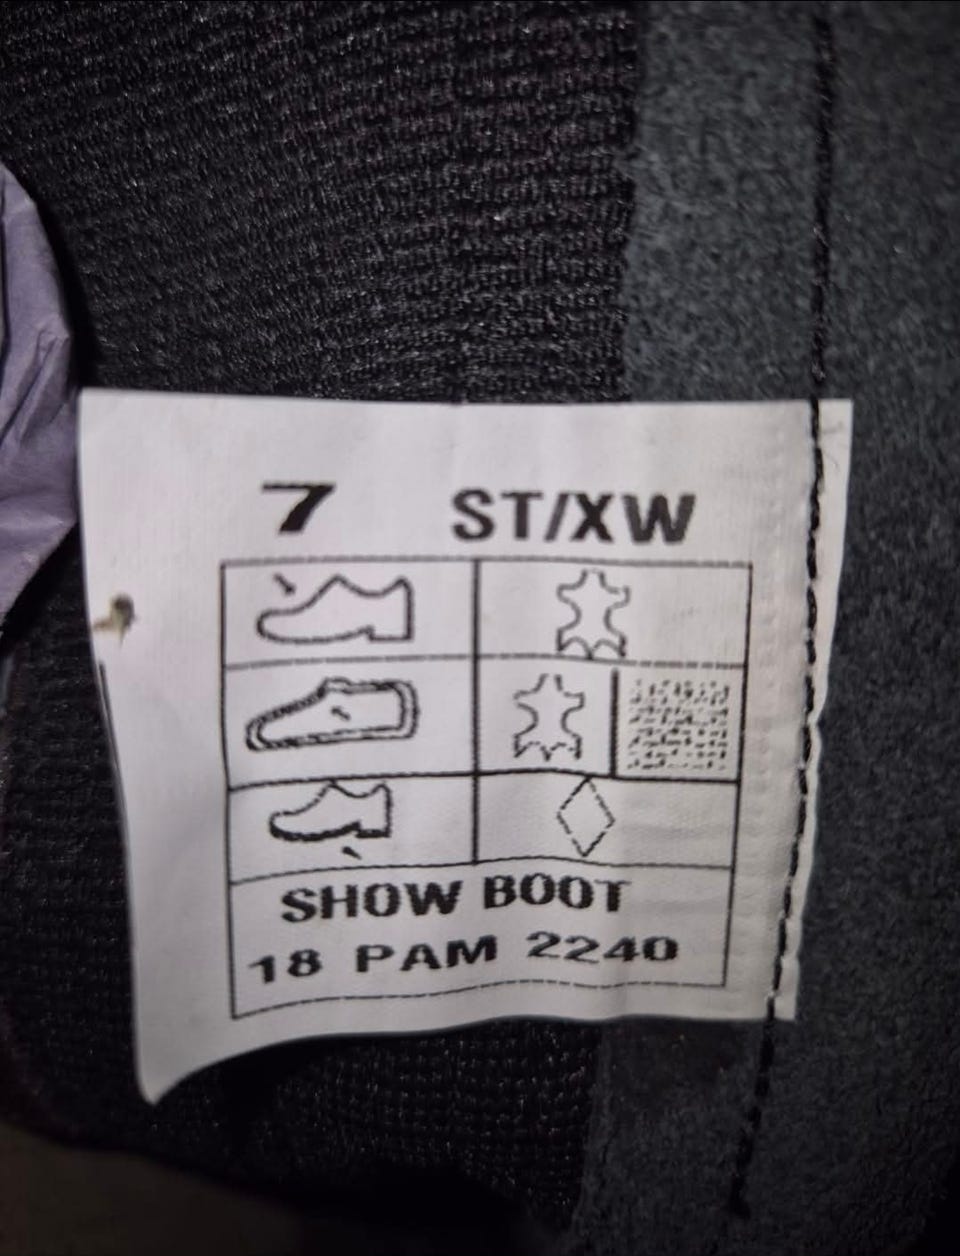 7 ST/XW
SHOW BOOT
18 PAM 2240